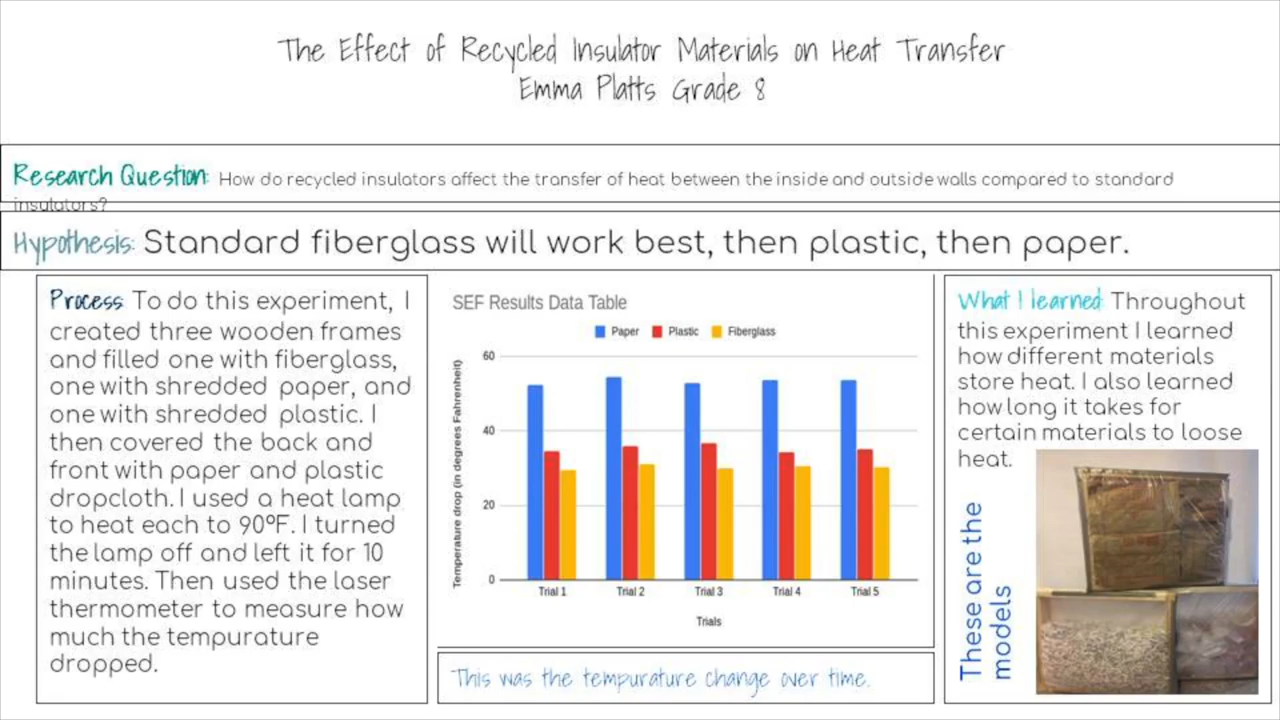 The Effect of Recycled Insulator Materials on Heat Transfer
Emma Platts Grade 8
Research Question: How do recycled insulators affect the transfer of heat between the inside and outside walls compared to standard
insulators?
Hypothesis: Standard fiberglass will work best, then plastic, then paper.
Process: To do this experiment, I
created three wooden frames
and filled one with fiberglass,
one with shredded paper, and
one with shredded plastic. I
then covered the back and
front with paper and plastic
dropcloth. I used a heat lamp
to heat each to 90°F. I turned
the lamp off and left it for 10
minutes. Then used the laser
thermometer to measure how
much the tempurature
dropped.
SEF Results Data Table
Paper Plastic Fiberglass
Temperature drop (in degrees Fahrenheit)
60
40
20
0
Trial 1 Trial 2 Trial 3 Trial 4 Trial 5
Trials
This was the tempurature change over time.
What I learned: Throughout
this experiment I learned
how different materials
store heat. I also learned
how long it takes for
certain materials to loose
heat.
These are the
models